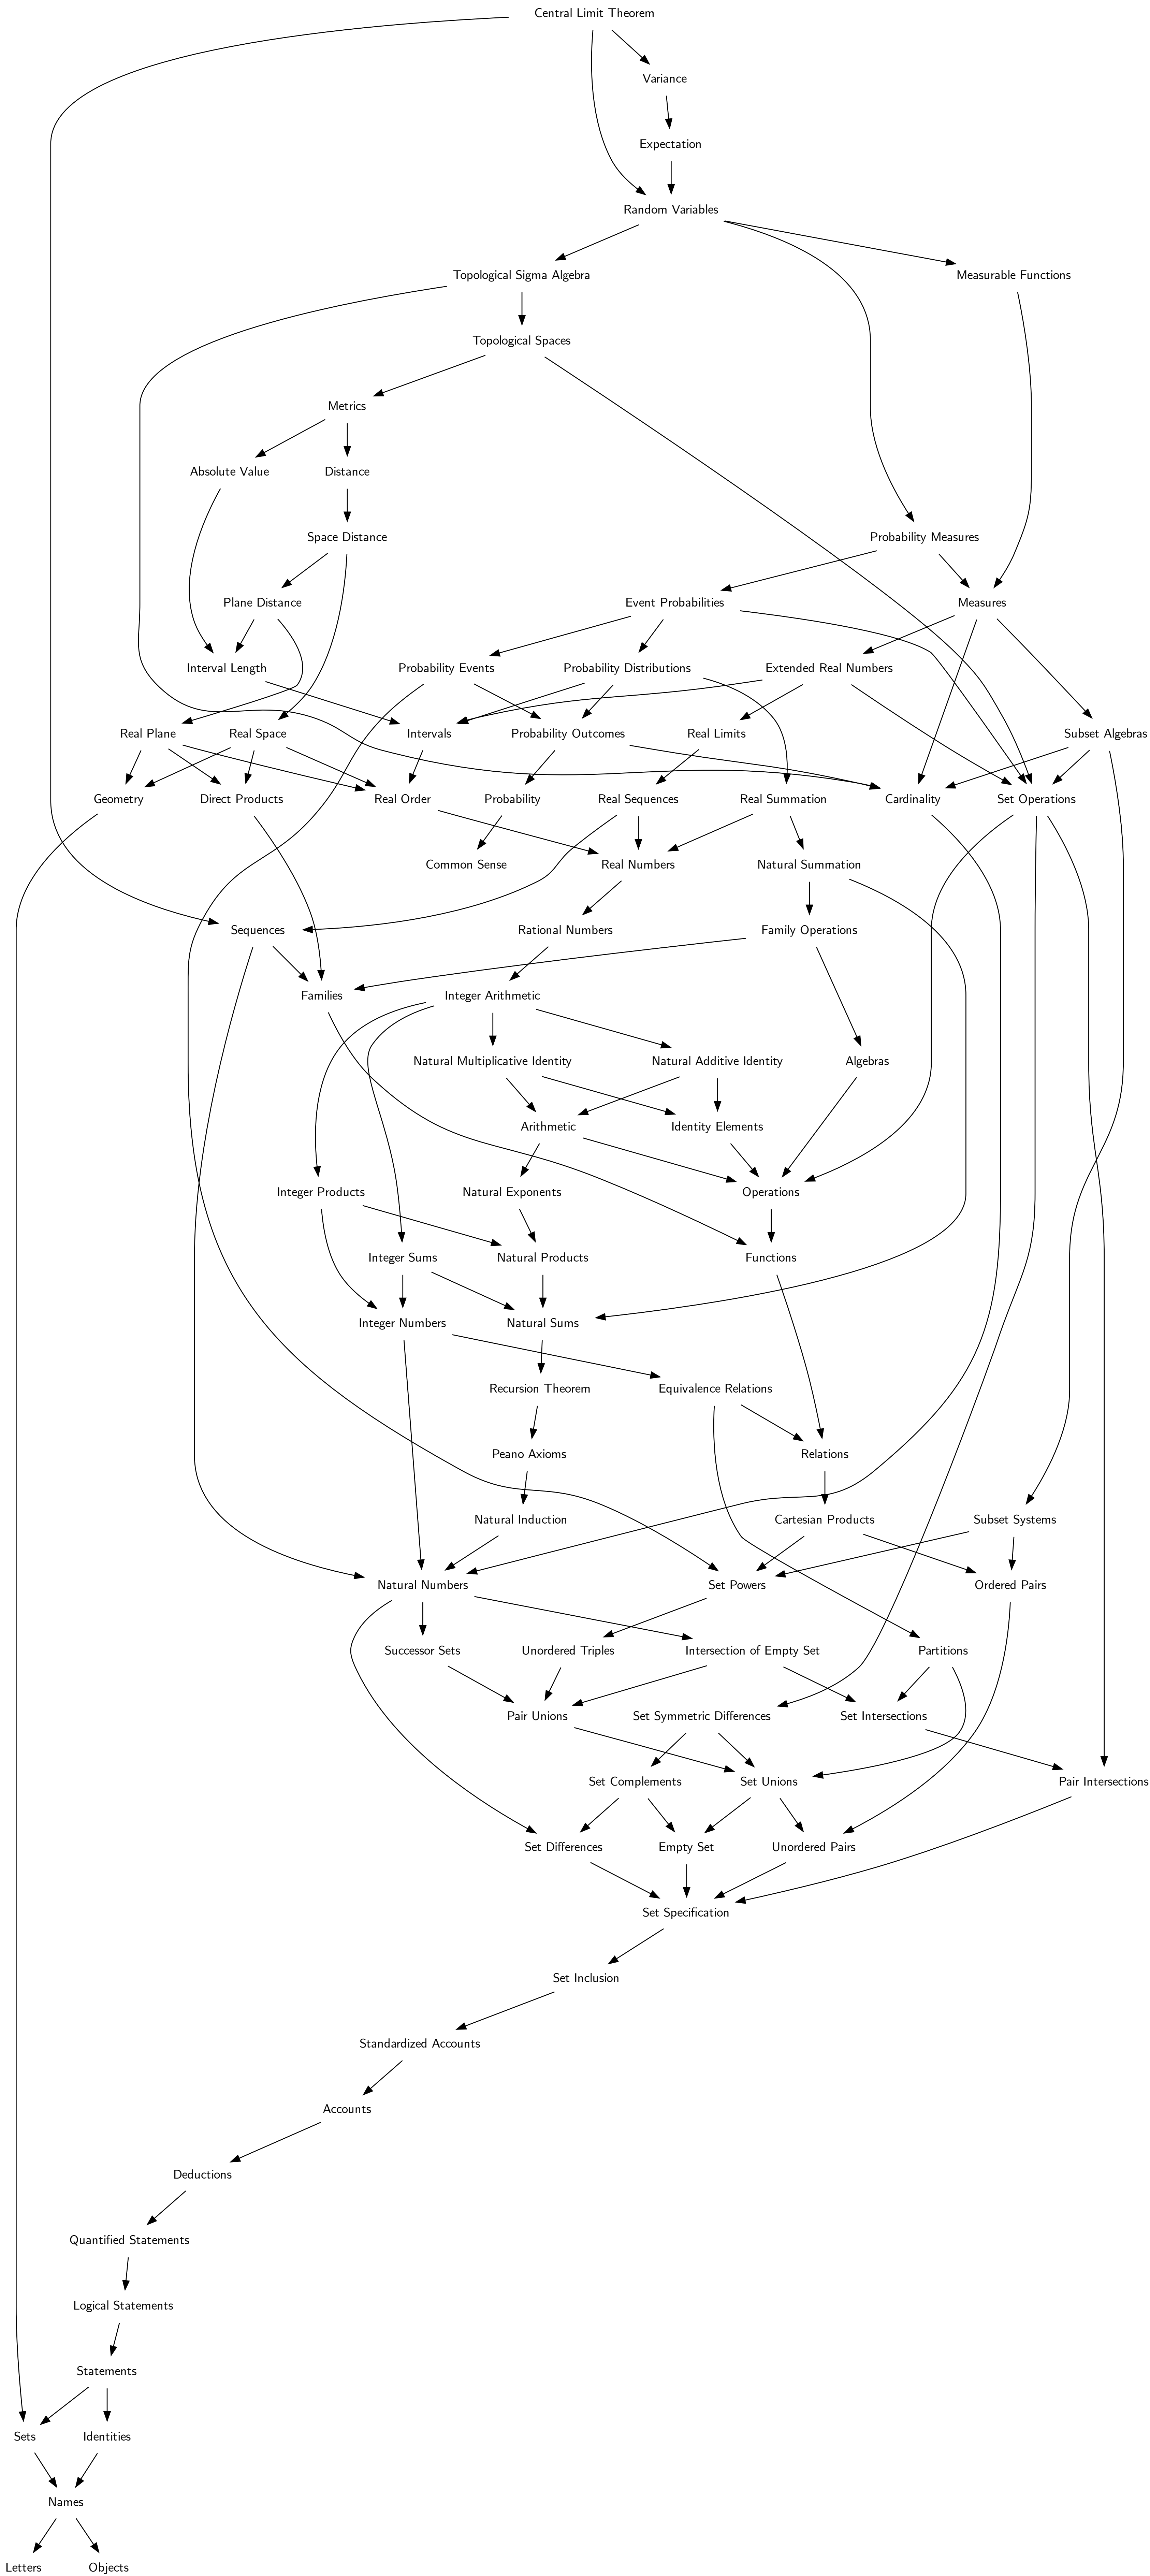 Central Limit Theorem
Variance
Expectation
Random Variables
Topological Sigma Algebra
Measurable Functions
Topological Spaces
Metrics
Absolute Value
Distance
Space Distance
Probability Measures
Plane Distance
Event Probabilities
Measures
Interval Length
Probability Events
Probability Distributions
Extended Real Numbers
Real Plane
Real Space
Intervals
Probability Outcomes
Real Limits
Subset Algebras
Geometry
Direct Products
Real Order
Probability
Real Sequences
Real Summation
Cardinality
Set Operations
Common Sense
Real Numbers
Natural Summation
Sequences
Rational Numbers
Family Operations
Families
Integer Arithmetic
Natural Multiplicative Identity
Natural Additive Identity
Algebras
Arithmetic
Identity Elements
Integer Products
Natural Exponents
Operations
Integer Sums
Natural Products
Functions
Integer Numbers
Natural Sums
Recursion Theorem
Equivalence Relations
Peano Axioms
Relations
Natural Induction
Cartesian Products
Subset Systems
Natural Numbers
Set Powers
Ordered Pairs
Successor Sets
Unordered Triples
Intersection of Empty Set
Partitions
Pair Unions
Set Symmetric Differences
Set Intersections
Set Complements
Set Unions
Pair Intersections
Set Differences
Empty Set
Unordered Pairs
Set Specification
Set Inclusion
Standardized Accounts
Accounts
Deductions
Quantified Statements
Logical Statements
Statements
Sets
Identities
Names
Letters
Objects